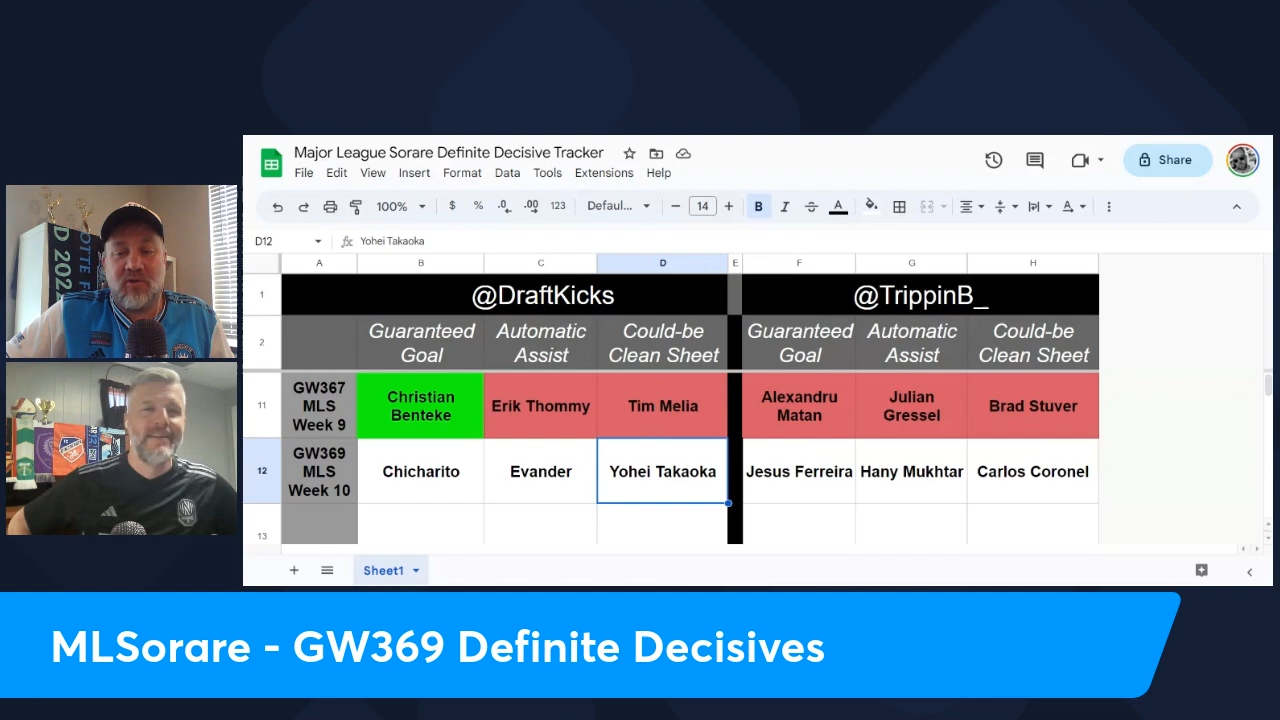 Major League Sorare Definite Decisive Tracker
File Edit View Insert Format Data Tools Extensions Help
Share
100% $ % .0 .00 123 Defaul... 14 B I A
D12 fx Yohei Takaoka
A B C D E F G H
1 @DraftKicks @TrippinB_
2 Guaranteed Goal Automatic Assist Could-be Clean Sheet Guaranteed Goal Automatic Assist Could-be Clean Sheet
11 GW367 MLS Week 9 Christian Benteke Erik Thommy Tim Melia Alexandru Matan Julian Gressel Brad Stuver
12 GW369 MLS Week 10 Chicharito Evander Yohei Takaoka Jesus Ferreira Hany Mukhtar Carlos Coronel
13
Sheet1
MLSorare - GW369 Definite Decisives